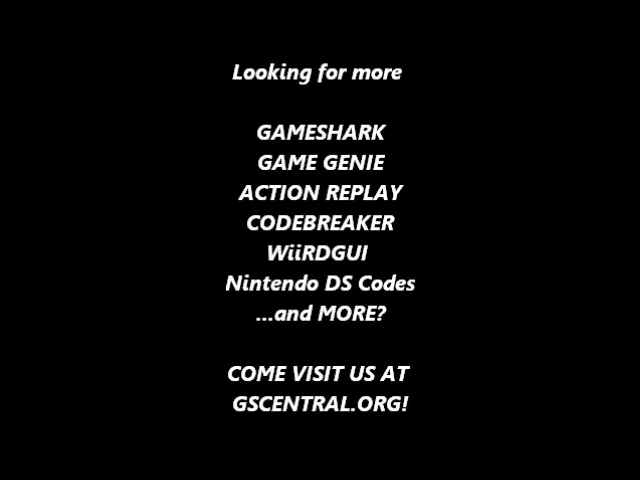 Looking for more
GAMESHARK
GAME GENIE
ACTION REPLAY
CODEBREAKER
WiiRDGUI
Nintendo DS Codes
...and MORE?
COME VISIT US AT
GSCENTRAL.ORG!